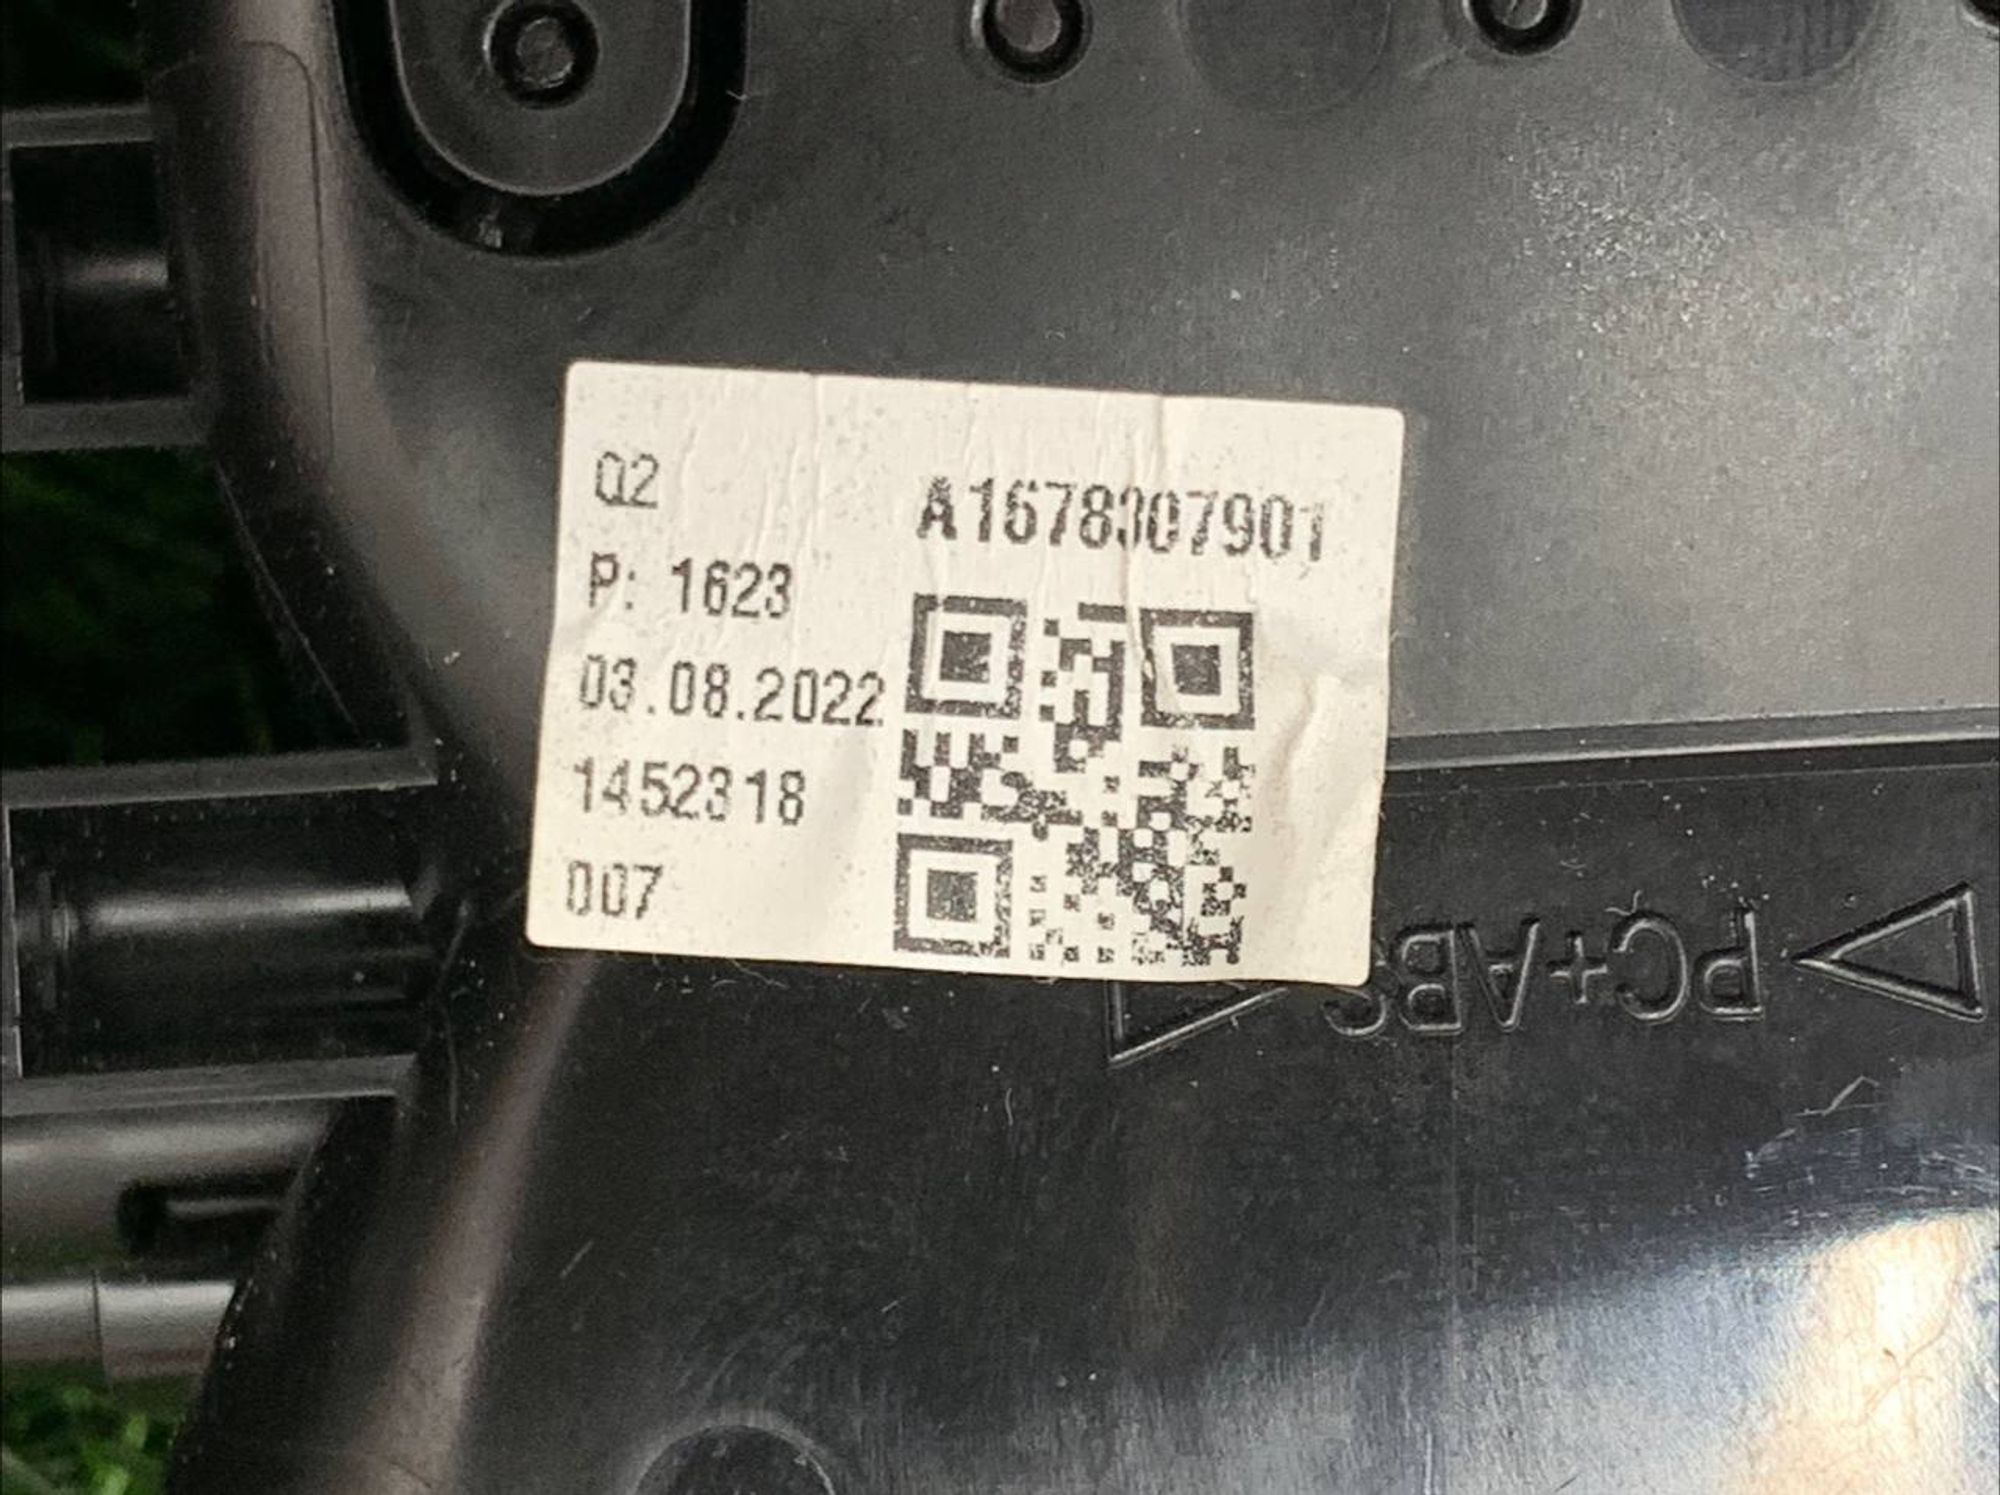 Q2
A1678307901
P: 1623
03.08.2022
1452318
007
PC+ABS